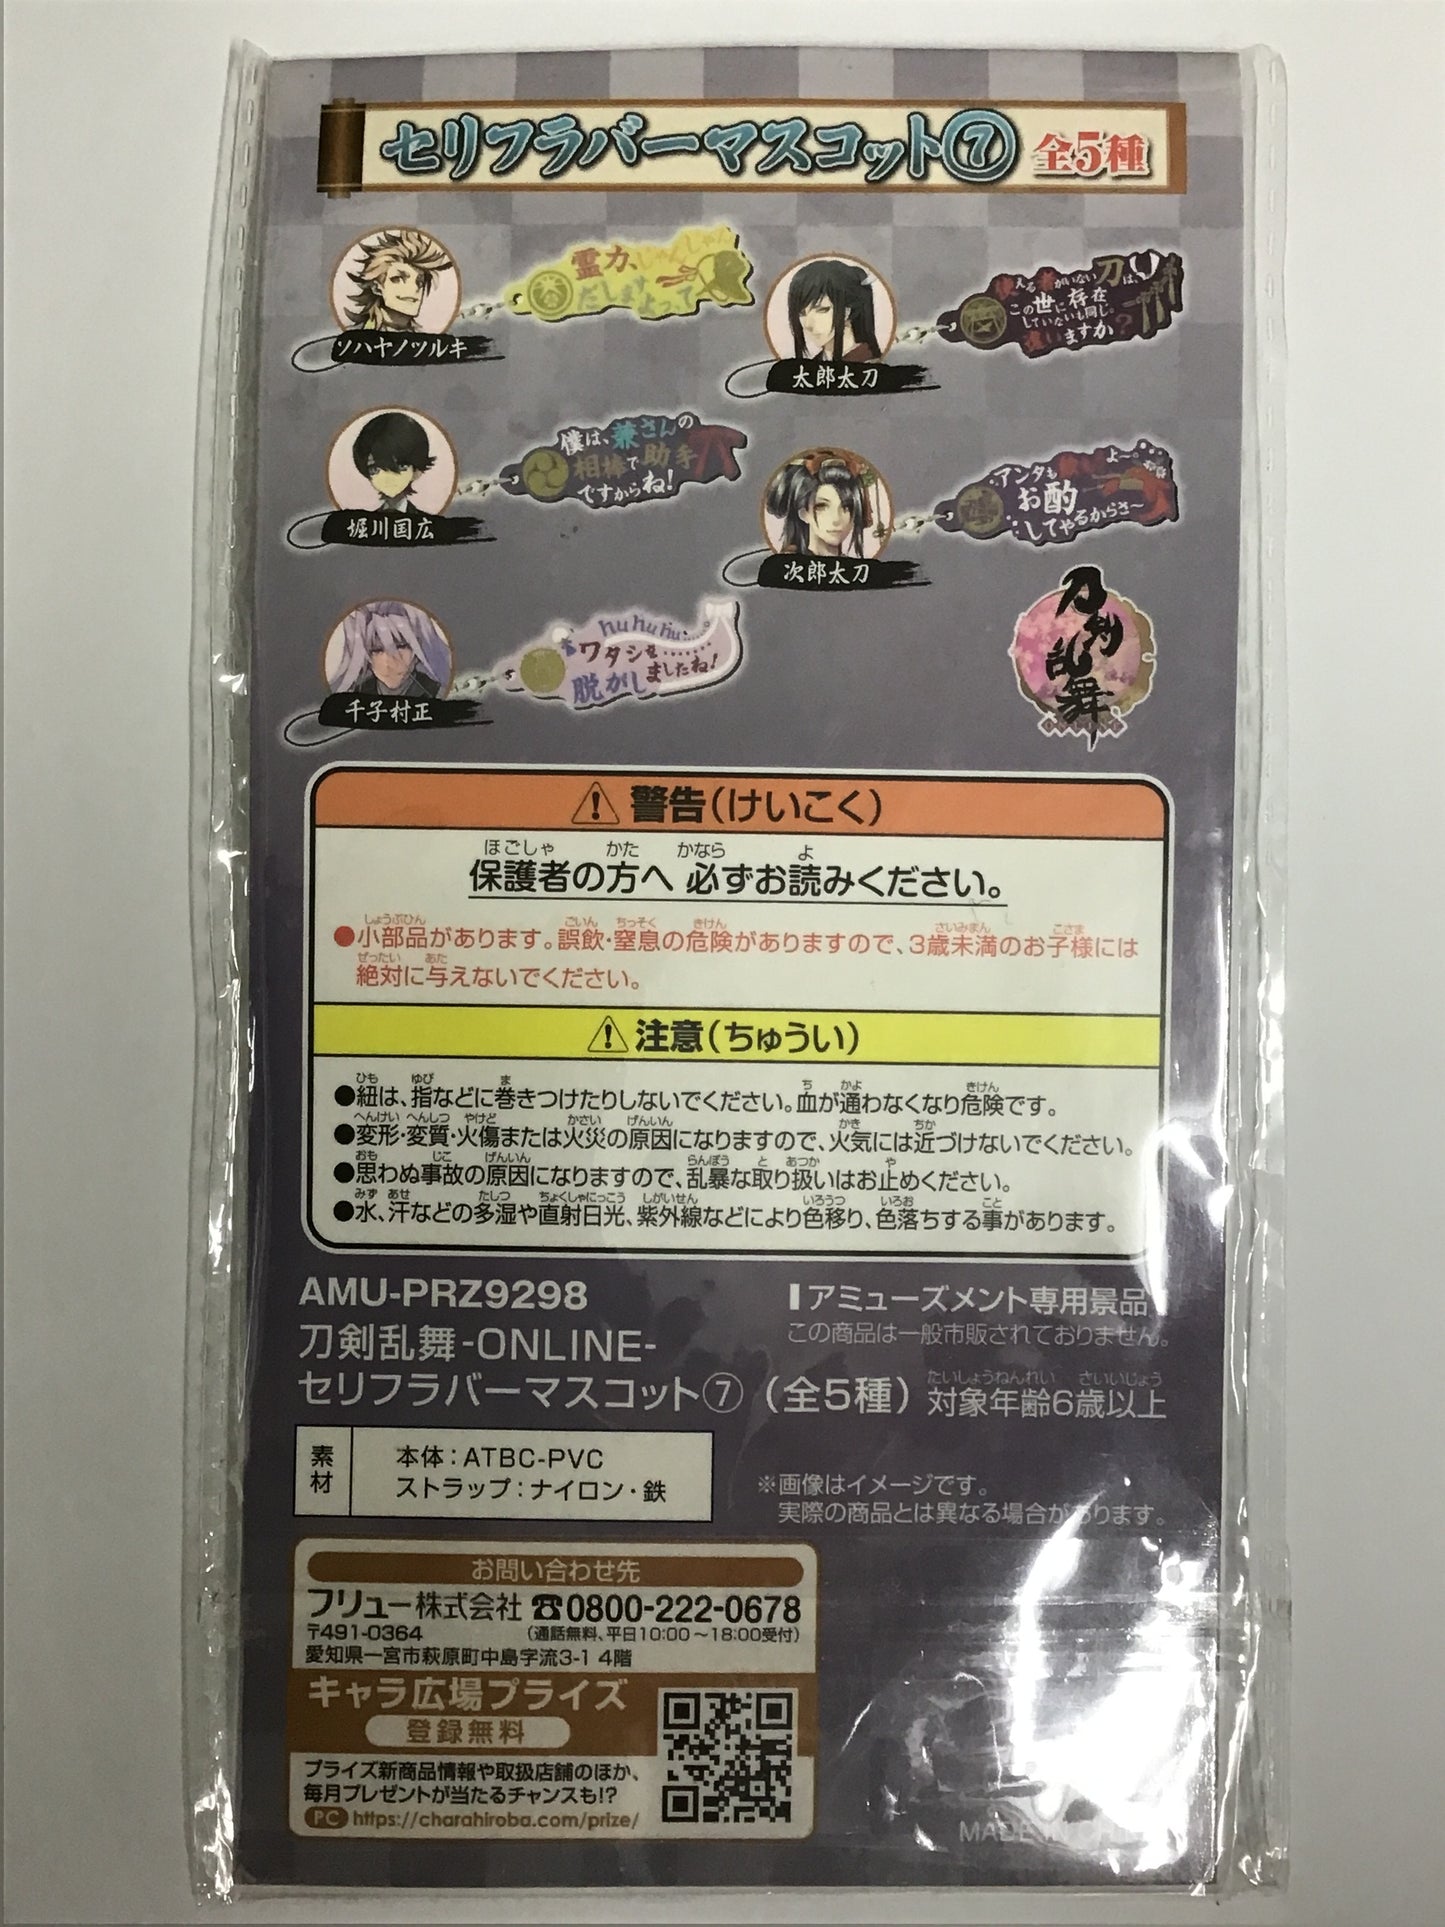 セリフラバーマスコット⑦ 全5種
霊力、じゃんじゃん
だしますよって
ソハヤノツルキ
使える者がいない刀は、
この世に存在
していないも同じ。
違いますか?
太郎太刀
僕は、兼さんの
相棒で助手
ですからね!
堀川国広
アンタも
よ〜。
お酌
してやるからさ〜
次郎太刀
huhuhu……。
ワタシを……
脱がしましたね!
千子村正
刀剣乱舞
警告(けいこく)
保護者の方へ 必ずお読みください。
●小部品があります。誤飲・窒息の危険がありますので、3歳未満のお子様には
絶対に与えないでください。
注意(ちゅうい)
●紐は、指などに巻きつけたりしないでください。血が通わなくなり危険です。
●変形・変質・火傷または火災の原因になりますので、火気には近づけないでください。
●思わぬ事故の原因になりますので、乱暴な取り扱いはお止めください。
●水、汗などの多湿や直射日光、紫外線などにより色移り、色落ちする事があります。
AMU-PRZ9298
アミューズメント専用景品
この商品は一般市販されておりません。
刀剣乱舞-ONLINE-
セリフラバーマスコット⑦(全5種)対象年齢6歳以上
素材
本体:ATBC-PVC
ストラップ:ナイロン・鉄
※画像はイメージです。
実際の商品とは異なる場合があります。
お問い合わせ先
フリュー株式会社 ☎0800-222-0678
〒491-0364 (通話無料、平日10:00〜18:00受付)
愛知県一宮市萩原町中島字流3-1 4階
キャラ広場プライズ
登録無料
プライズ新商品情報や取扱店舗のほか、
毎月プレゼントが当たるチャンスも!?
PC https://charahiroba.com/prize/
MADE IN